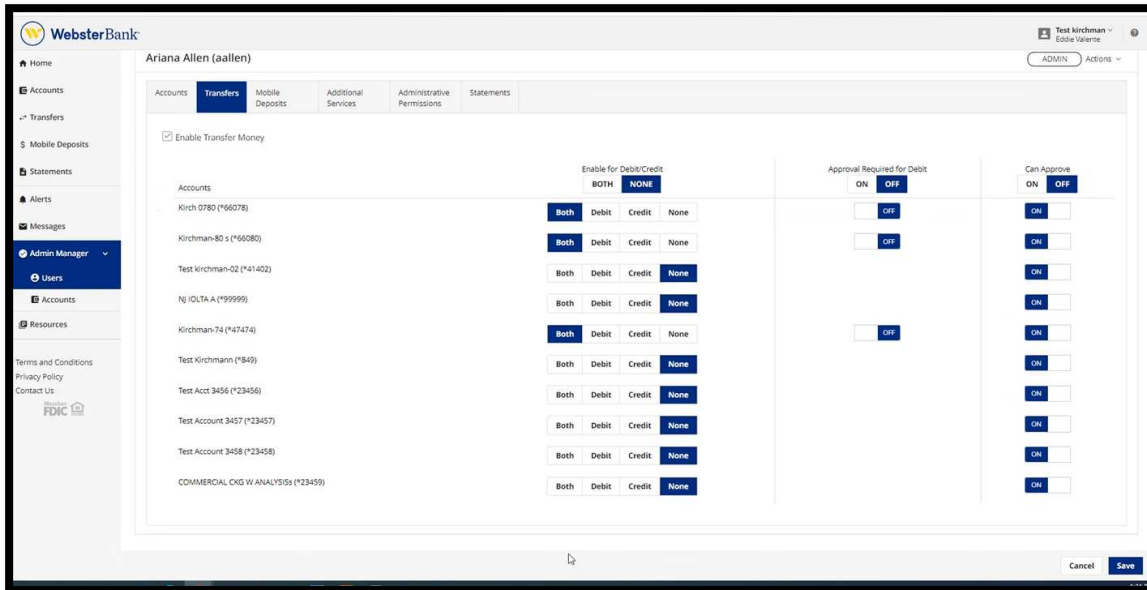 WebsterBank
Test kirchman
Eddie Valente
Home
Accounts
Transfers
Mobile Deposits
Statements
Alerts
Messages
Admin Manager
Users
Accounts
Resources
Terms and Conditions
Privacy Policy
Contact Us
Member
FDIC
Ariana Allen (aallen)
ADMIN Actions
Accounts Transfers Mobile Deposits Additional Services Administrative Permissions Statements
Enable Transfer Money
Accounts Enable for Debit/Credit Approval Required for Debit Can Approve
BOTH NONE ON OFF ON OFF
Kirch 0780 (*66078) Both Debit Credit None OFF ON
Kirchman-80 s (*66080) Both Debit Credit None OFF ON
Test kirchman-02 (*41402) Both Debit Credit None ON
NJ IOLTA A (*99999) Both Debit Credit None ON
Kirchman-74 (*47474) Both Debit Credit None OFF ON
Test Kirchmann (*849) Both Debit Credit None ON
Test Acct 3456 (*23456) Both Debit Credit None ON
Test Account 3457 (*23457) Both Debit Credit None ON
Test Account 3458 (*23458) Both Debit Credit None ON
COMMERCIAL CKG W ANALYSISs (*23459) Both Debit Credit None ON
Cancel Save